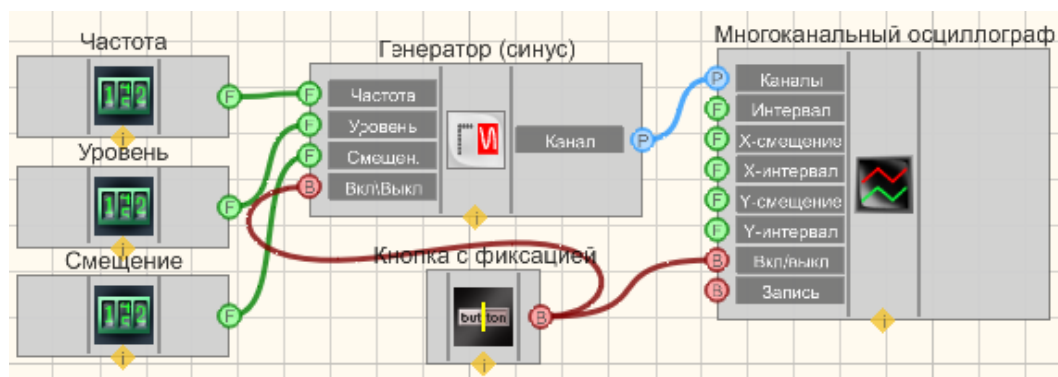 Частота
F
i
Уровень
F
i
Смещение
F
i
Генератор (синус)
F Частота
F Уровень
F Смещен.
B Вкл\Выкл
Канал P
i
Кнопка с фиксацией
button
B
i
Многоканальный осциллограф
P Каналы
F Интервал
F X-смещение
F X-интервал
F Y-смещение
F Y-интервал
B Вкл/выкл
B Запись
i